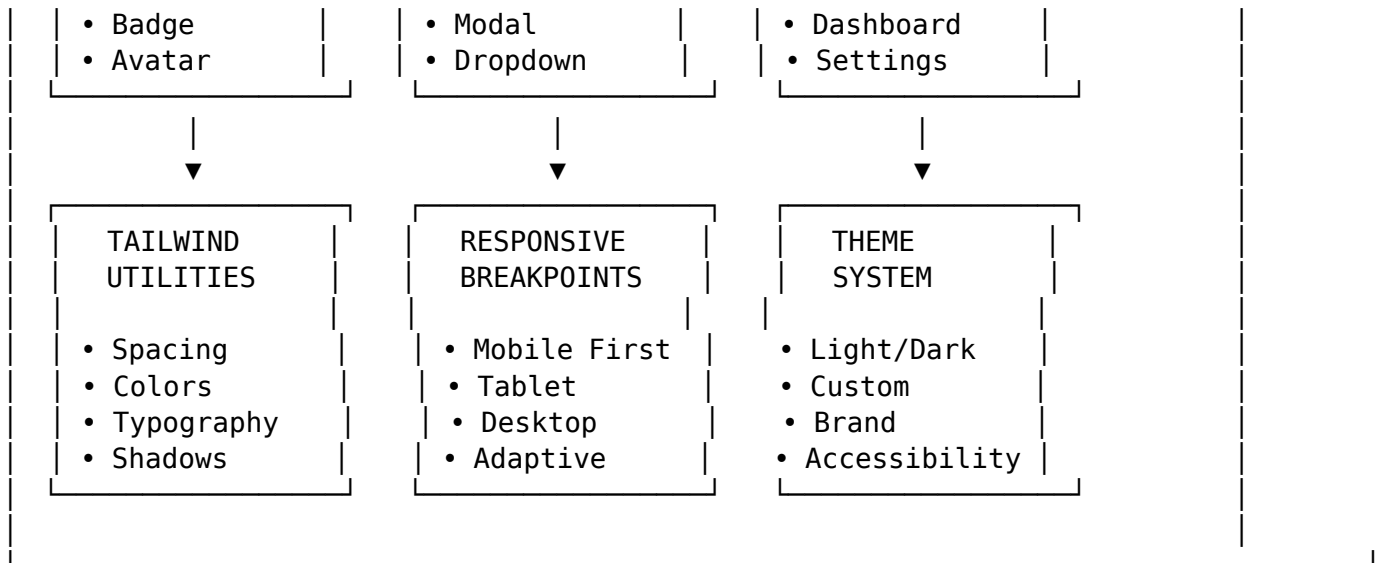 • Badge • Modal • Dashboard
• Avatar • Dropdown • Settings
TAILWIND RESPONSIVE THEME
UTILITIES BREAKPOINTS SYSTEM
• Spacing • Mobile First • Light/Dark
• Colors • Tablet • Custom
• Typography • Desktop • Brand
• Shadows • Adaptive • Accessibility